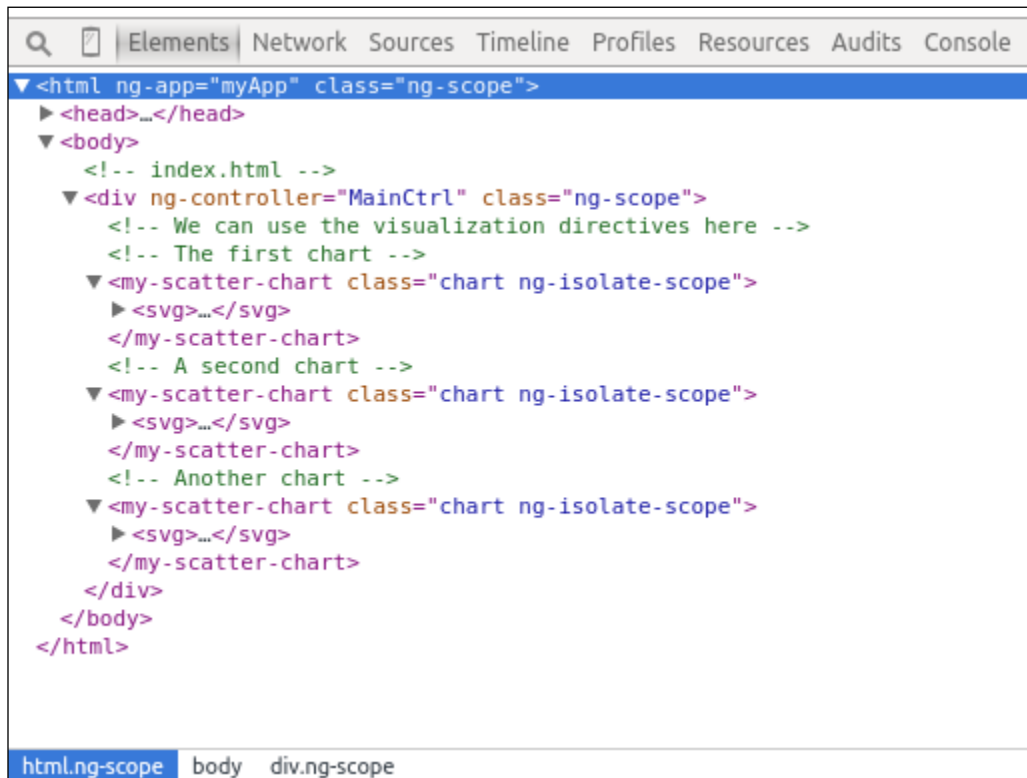 Elements Network Sources Timeline Profiles Resources Audits Console
<html ng-app="myApp" class="ng-scope">
<head>…</head>
<body>
<!-- index.html -->
<div ng-controller="MainCtrl" class="ng-scope">
<!-- We can use the visualization directives here -->
<!-- The first chart -->
<my-scatter-chart class="chart ng-isolate-scope">
<svg>…</svg>
</my-scatter-chart>
<!-- A second chart -->
<my-scatter-chart class="chart ng-isolate-scope">
<svg>…</svg>
</my-scatter-chart>
<!-- Another chart -->
<my-scatter-chart class="chart ng-isolate-scope">
<svg>…</svg>
</my-scatter-chart>
</div>
</body>
</html>
html.ng-scope body div.ng-scope